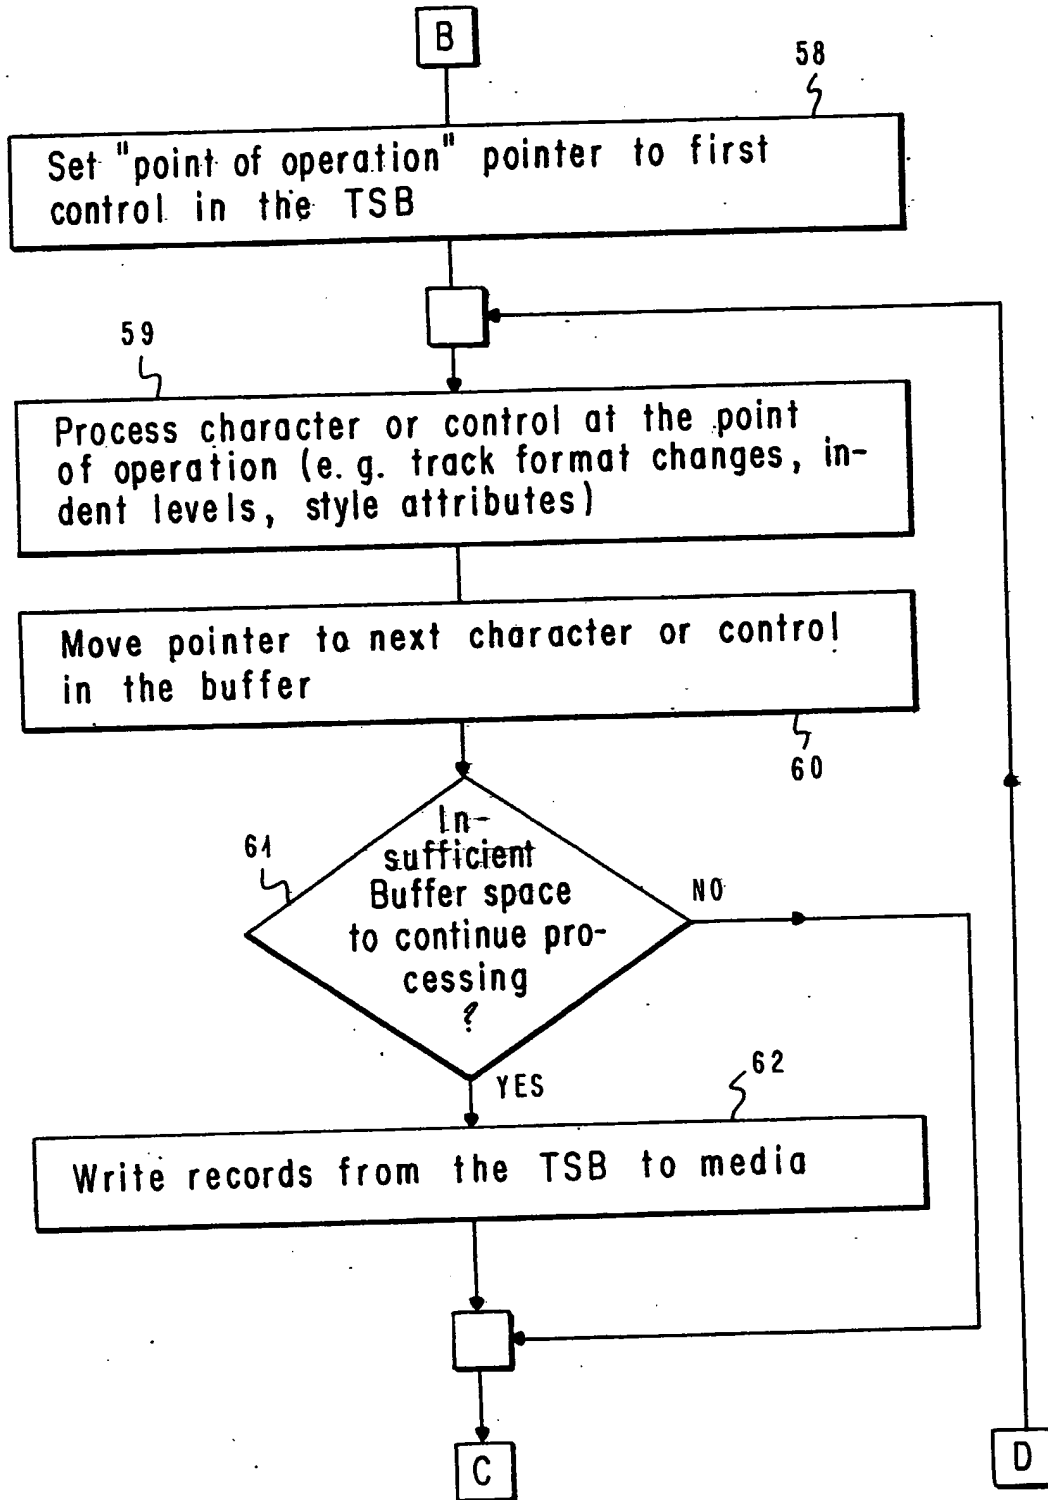 B
58
Set "point of operation" pointer to first
control in the TSB
59
Process character or control at the point
of operation (e.g. track format changes, in-
dent levels, style attributes)
Move pointer to next character or control
in the buffer
60
61
In-
sufficient
Buffer space
to continue pro-
cessing
?
NO
YES
62
Write records from the TSB to media
C
D